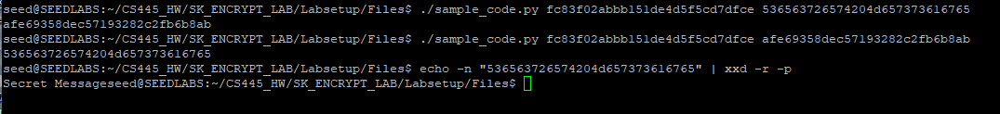 seed@SEEDLABS:~/CS445_HW/SK_ENCRYPT_LAB/Labsetup/Files$ ./sample_code.py fc83f02abbb151de4d5f5cd7dfce 536563726574204d657373616765
afe69358dec57193282c2fb6b8ab
seed@SEEDLABS:~/CS445_HW/SK_ENCRYPT_LAB/Labsetup/Files$ ./sample_code.py fc83f02abbb151de4d5f5cd7dfce afe69358dec57193282c2fb6b8ab
536563726574204d657373616765
seed@SEEDLABS:~/CS445_HW/SK_ENCRYPT_LAB/Labsetup/Files$ echo -n "536563726574204d657373616765" | xxd -r -p
Secret Messageseed@SEEDLABS:~/CS445_HW/SK_ENCRYPT_LAB/Labsetup/Files$